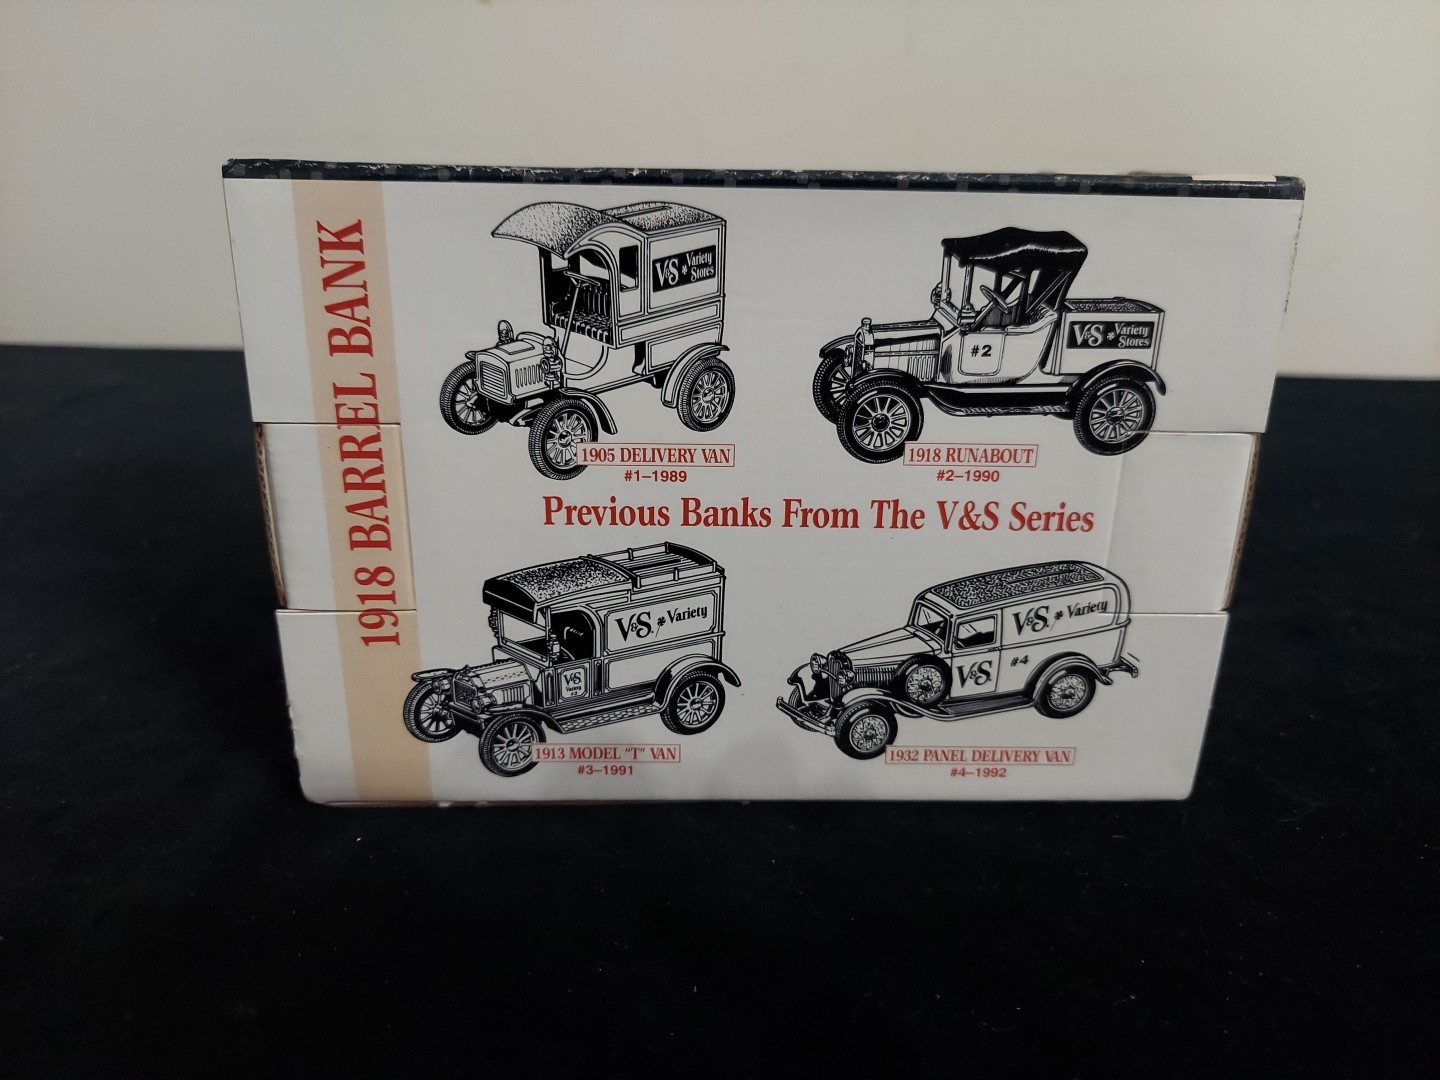 1918 BARREL BANK
V&S * Variety
Stores
1905 DELIVERY VAN
#1–1989
#2
V&S * Variety
Stores
1918 RUNABOUT
#2–1990
Previous Banks From The V&S Series
V&S. * Variety
V&S
Variety
1913 MODEL "T" VAN
#3–1991
V&S. * Variety
V&S. #4
1932 PANEL DELIVERY VAN
#4–1992